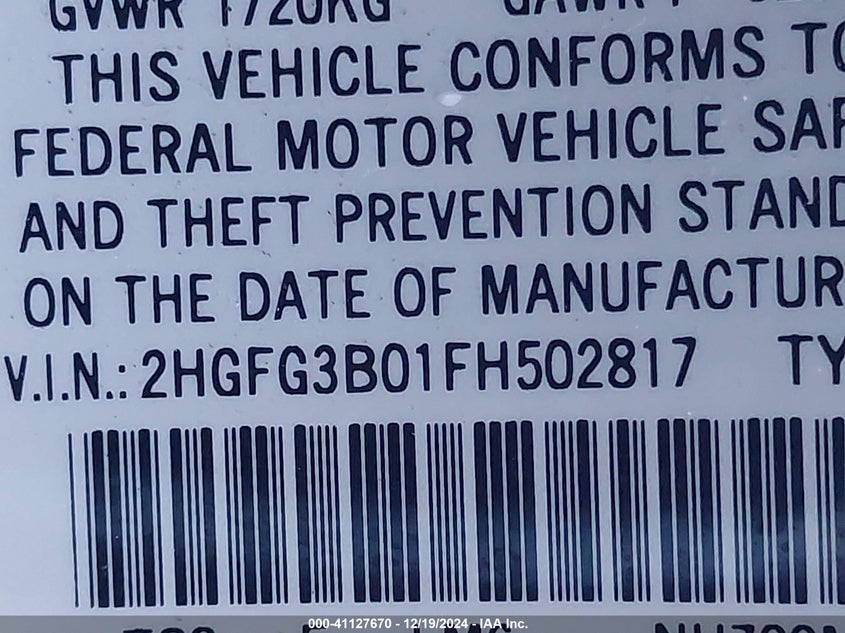 GVWR 1720KG
THIS VEHICLE CONFORMS TO
FEDERAL MOTOR VEHICLE SAF
AND THEFT PREVENTION STAND
ON THE DATE OF MANUFACTUR
V.I.N.: 2HGFG3B01FH502817 TY
000-41127670 - 12/19/2024 - IAA Inc.